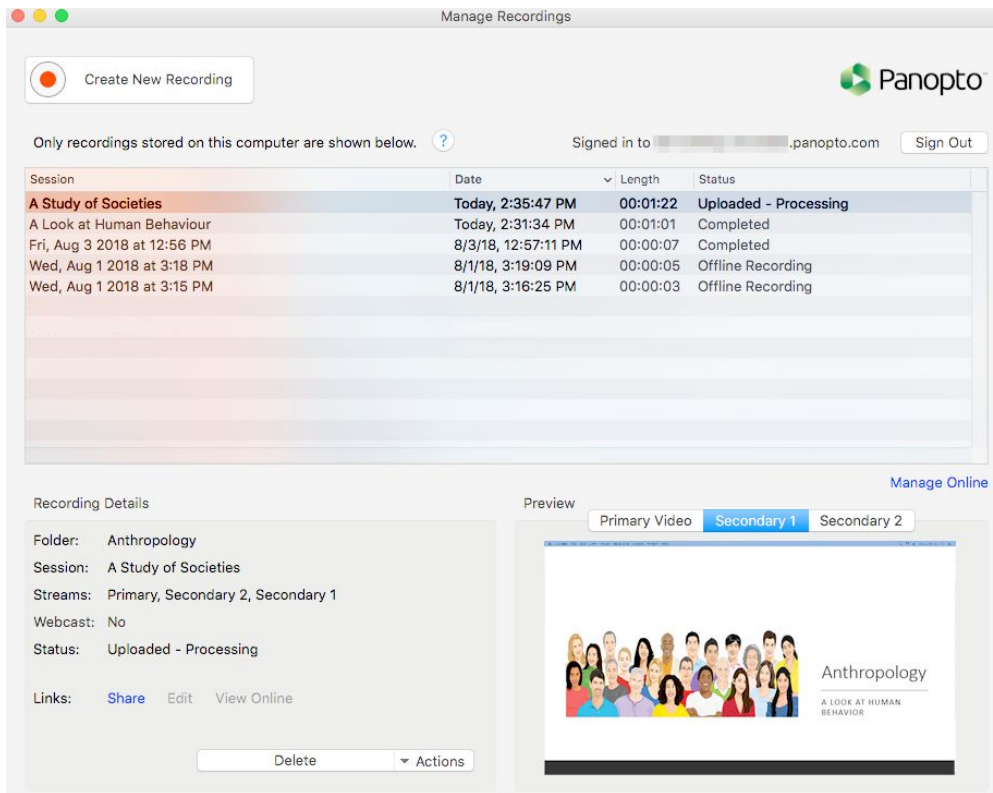 Manage Recordings
Create New Recording
Panopto™
Only recordings stored on this computer are shown below. ?
Signed in to .panopto.com Sign Out
Session Date Length Status
A Study of Societies Today, 2:35:47 PM 00:01:22 Uploaded - Processing
A Look at Human Behaviour Today, 2:31:34 PM 00:01:01 Completed
Fri, Aug 3 2018 at 12:56 PM 8/3/18, 12:57:11 PM 00:00:07 Completed
Wed, Aug 1 2018 at 3:18 PM 8/1/18, 3:19:09 PM 00:00:05 Offline Recording
Wed, Aug 1 2018 at 3:15 PM 8/1/18, 3:16:25 PM 00:00:03 Offline Recording
Manage Online
Recording Details
Folder: Anthropology
Session: A Study of Societies
Streams: Primary, Secondary 2, Secondary 1
Webcast: No
Status: Uploaded - Processing
Links: Share Edit View Online
Delete Actions
Preview
Primary Video Secondary 1 Secondary 2
Anthropology
A LOOK AT HUMAN
BEHAVIOR